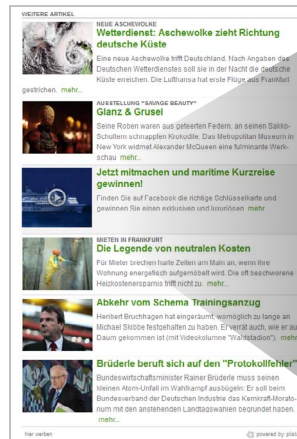 WEITERE ARTIKEL
NEUE ASCHEWOLKE
Wetterdienst: Aschewolke zieht Richtung
deutsche Küste
Eine neue Aschewolke trifft Deutschland. Nach Angaben des
Deutschen Wetterdienstes soll sie in der Nacht die deutsche
Küste erreichen. Die Lufthansa hat erste Flüge aus Frankfurt
gestrichen. mehr...
AUSSTELLUNG "SAVAGE BEAUTY"
Glanz & Grusel
Seine Roben waren aus geteerten Federn, an seinen Sakko-
Schultern schnappten Krokodile: Das Metropolitan Museum in
New York widmet Alexander McQueen eine fulminante Werk-
schau mehr...
Jetzt mitmachen und maritime Kurzreise
gewinnen!
Finden Sie auf Facebook die richtige Schlüsselkarte und
gewinnen Sie einen exklusiven und luxuriösen mehr
MIETEN IN FRANKFURT
Die Legende von neutralen Kosten
Für Mieter brechen harte Zeiten am Main an, wenn ihre
Wohnung energetisch aufgemöbelt wird. Die oft beschworene
Heizkostenersparnis trifft nicht zu. mehr...
Abkehr vom Schema Trainingsanzug
Heribert Bruchhagen hat eingeräumt, womöglich zu lange an
Michael Skibbe festgehalten zu haben. Er verrät auch, wie er auf
Daum gekommen ist (mit Videokolumne "Waldstadion"). mehr
Brüderle beruft sich auf den "Protokollfehler"
Bundeswirtschaftsminister Rainer Brüderle muss seinen
kleinen Atom-Unfall im Wahlkampf ausbügeln: Er soll beim
Bundesverband der Deutschen Industrie das Kernkraft-Morato-
rium mit den anstehenden Landtagswahlen begründet haben.
mehr...
hier werben
powered by plista